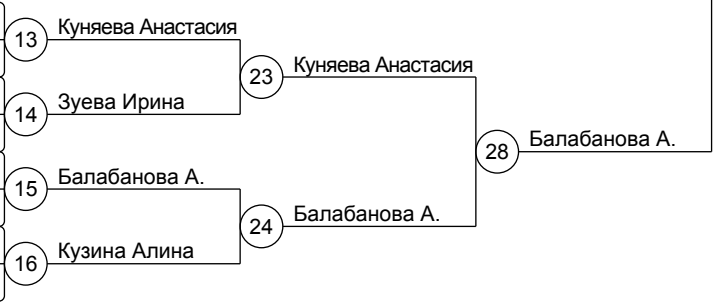 13 Куняева Анастасия
23 Куняева Анастасия
14 Зуева Ирина
28 Балабанова А.
15 Балабанова А.
24 Балабанова А.
16 Кузина Алина